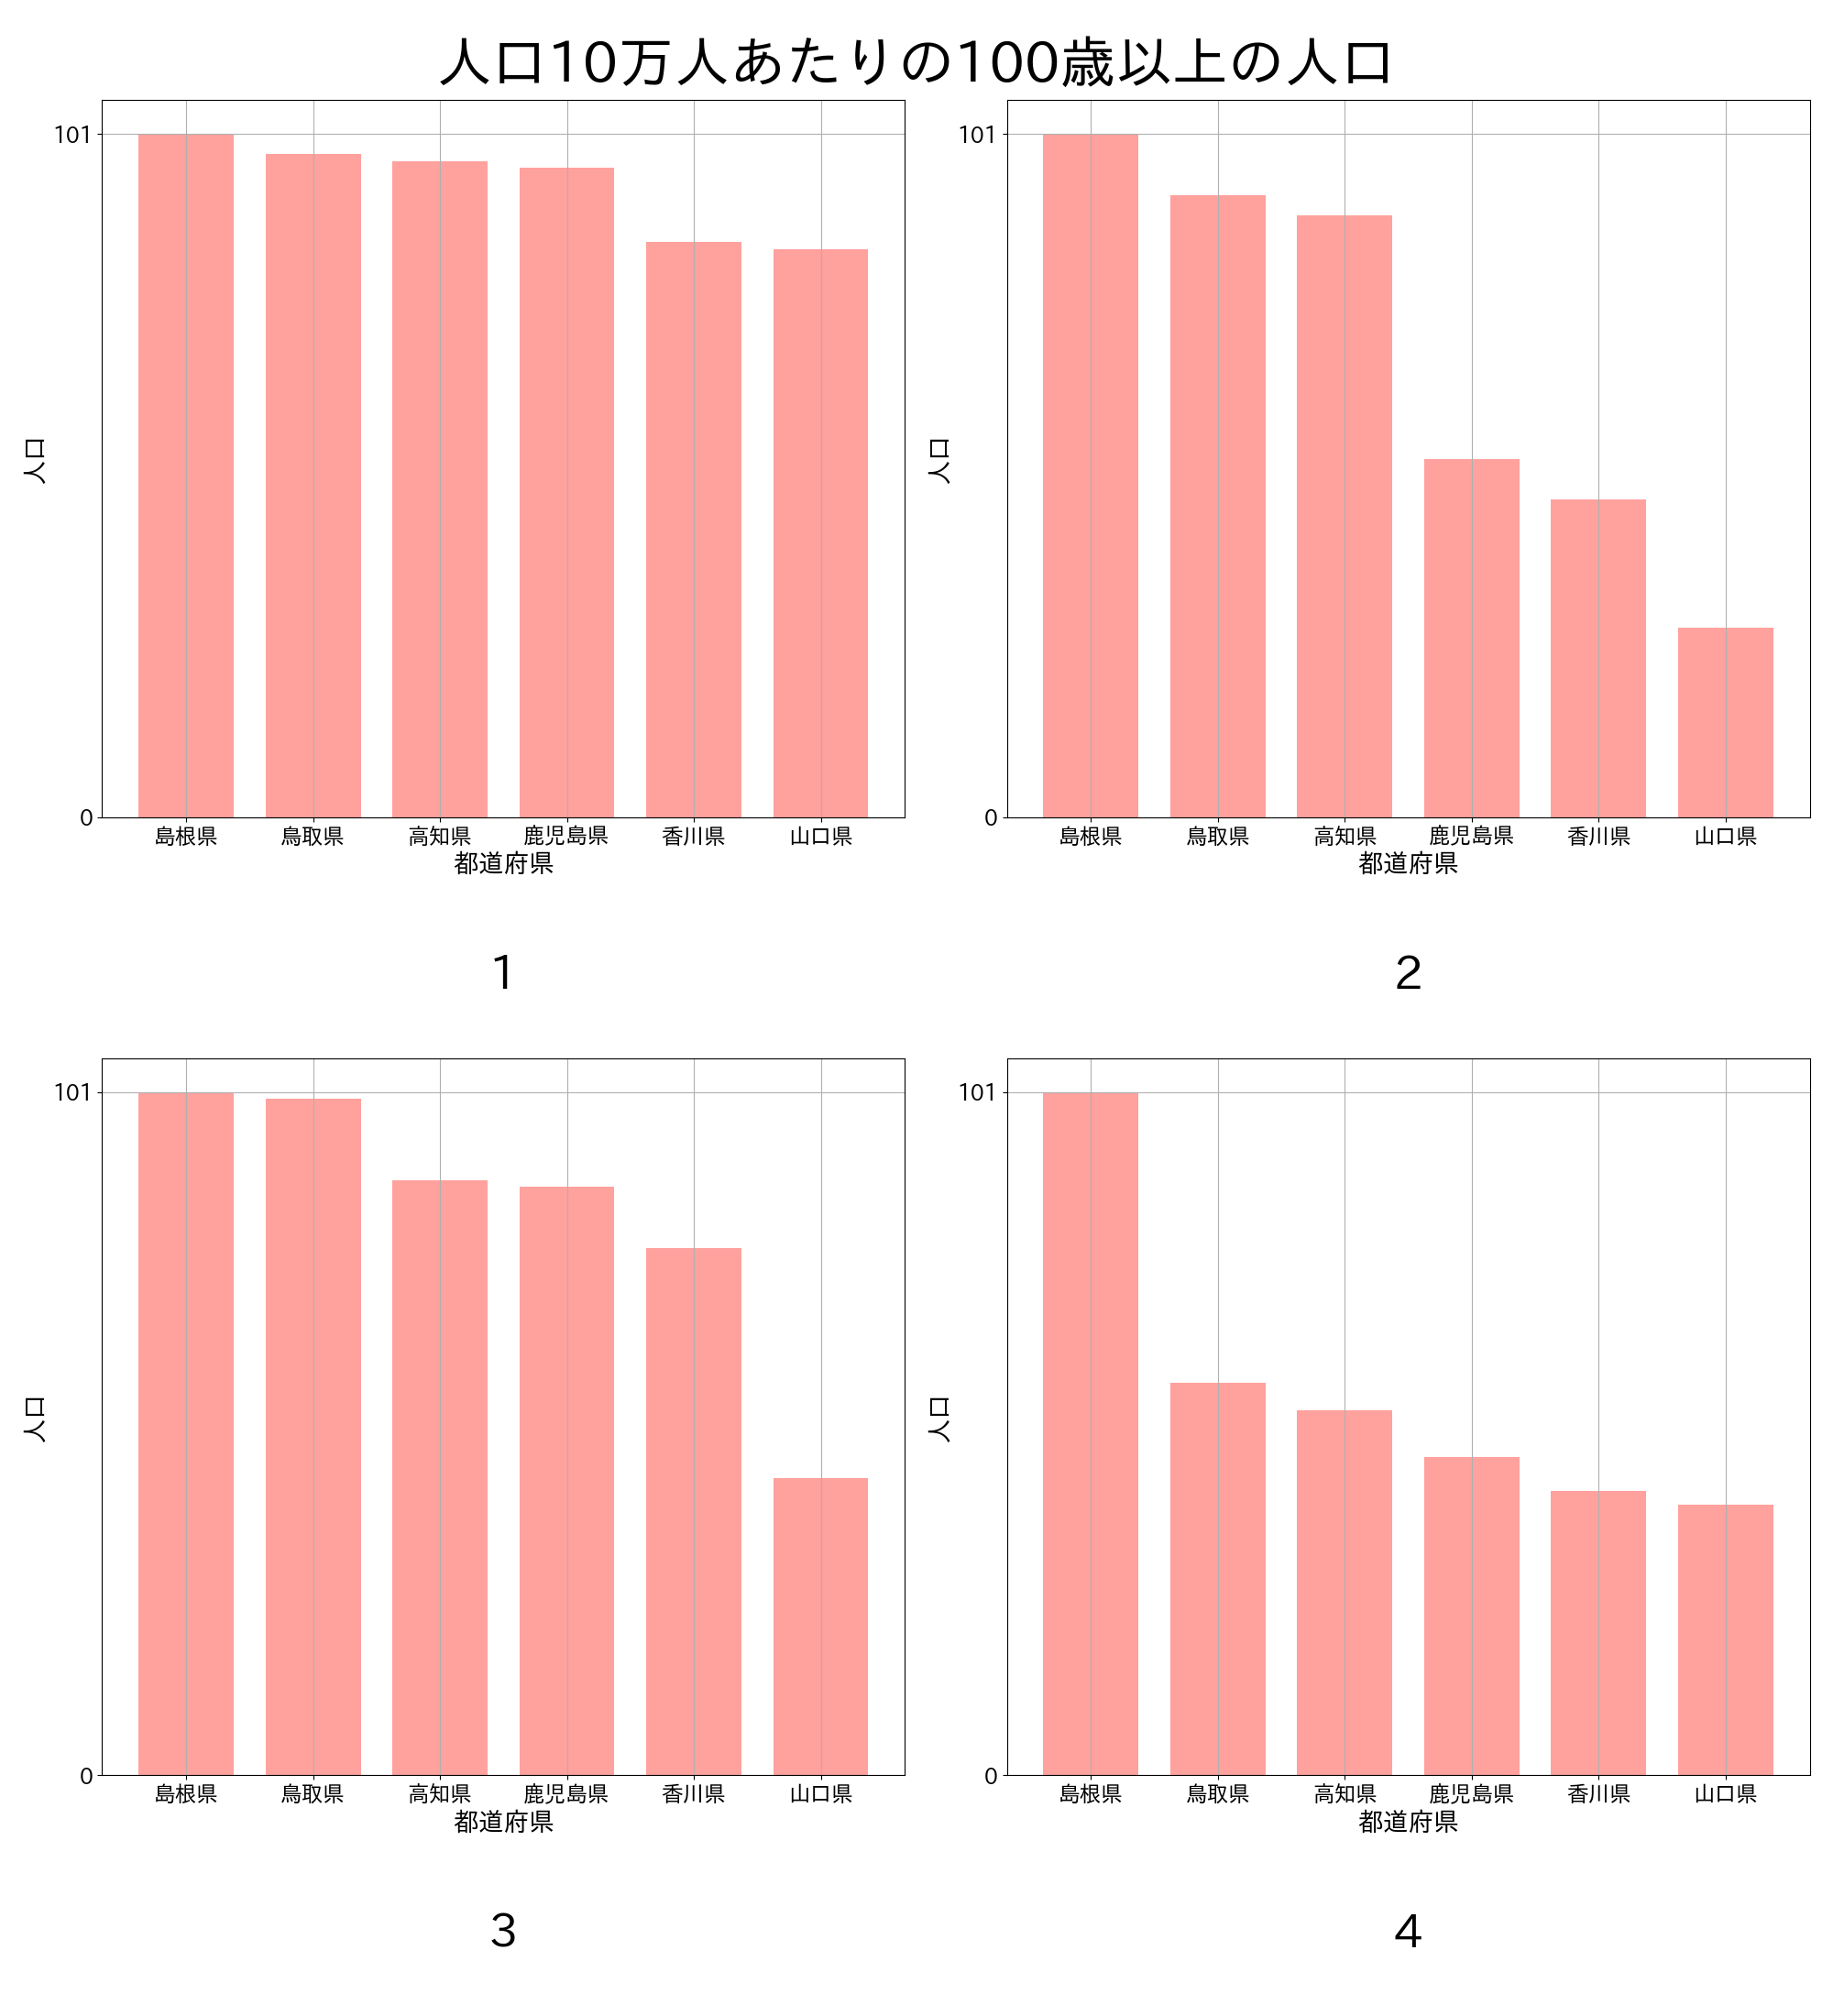 人口10万人あたりの100歳以上の人口
101
0
人口
島根県 鳥取県 高知県 鹿児島県 香川県 山口県
都道府県
1
101
0
人口
島根県 鳥取県 高知県 鹿児島県 香川県 山口県
都道府県
2
101
0
人口
島根県 鳥取県 高知県 鹿児島県 香川県 山口県
都道府県
3
101
0
人口
島根県 鳥取県 高知県 鹿児島県 香川県 山口県
都道府県
4